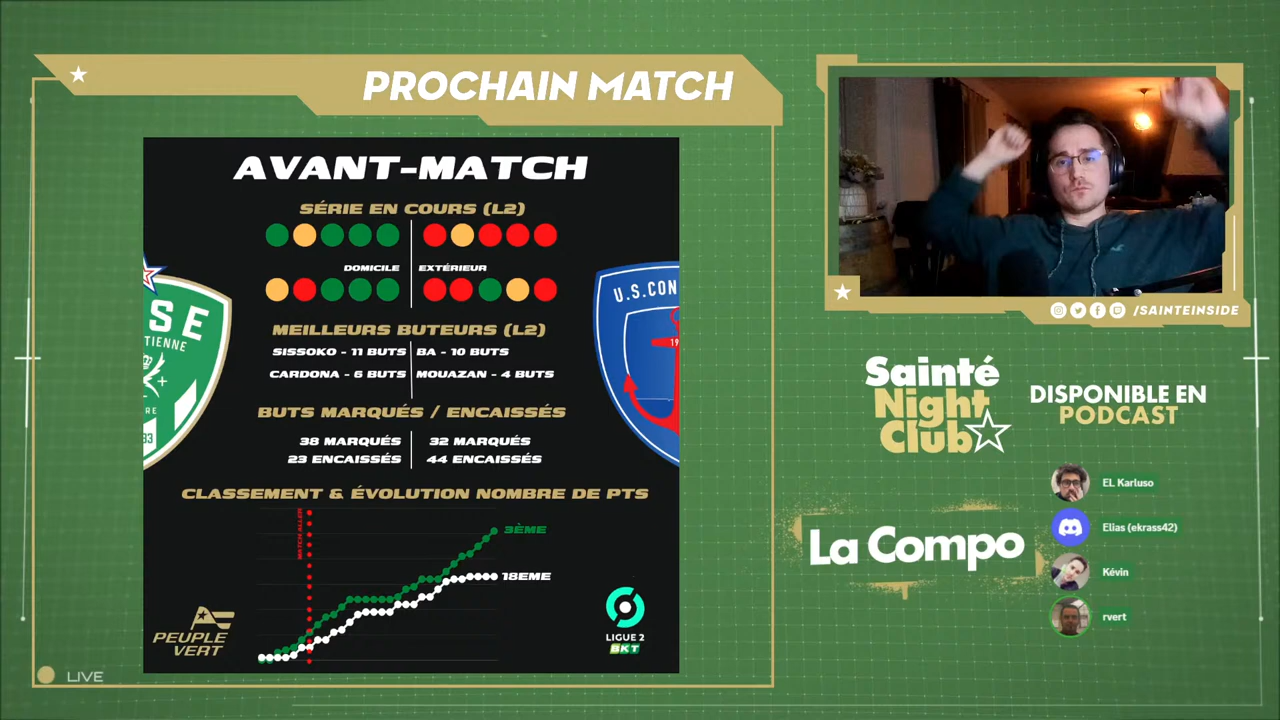 PROCHAIN MATCH
AVANT-MATCH
SÉRIE EN COURS (L2)
DOMICILE
EXTÉRIEUR
SE
TIENNE
U.S.CON
19
MEILLEURS BUTEURS (L2)
SISSOKO - 11 BUTS
BA - 10 BUTS
CARDONA - 6 BUTS
MOUAZAN - 4 BUTS
BUTS MARQUÉS / ENCAISSÉS
38 MARQUÉS
32 MARQUÉS
23 ENCAISSÉS
44 ENCAISSÉS
CLASSEMENT & ÉVOLUTION NOMBRE DE PTS
MATCH ALLER
3ÈME
18EME
PEUPLE
VERT
LIGUE 2
BKT
LIVE
/SAINTEINSIDE
Sainté
Night
Club
DISPONIBLE EN
PODCAST
La Compo
EL Karluso
Elias (ekrass42)
Kévin
rvert